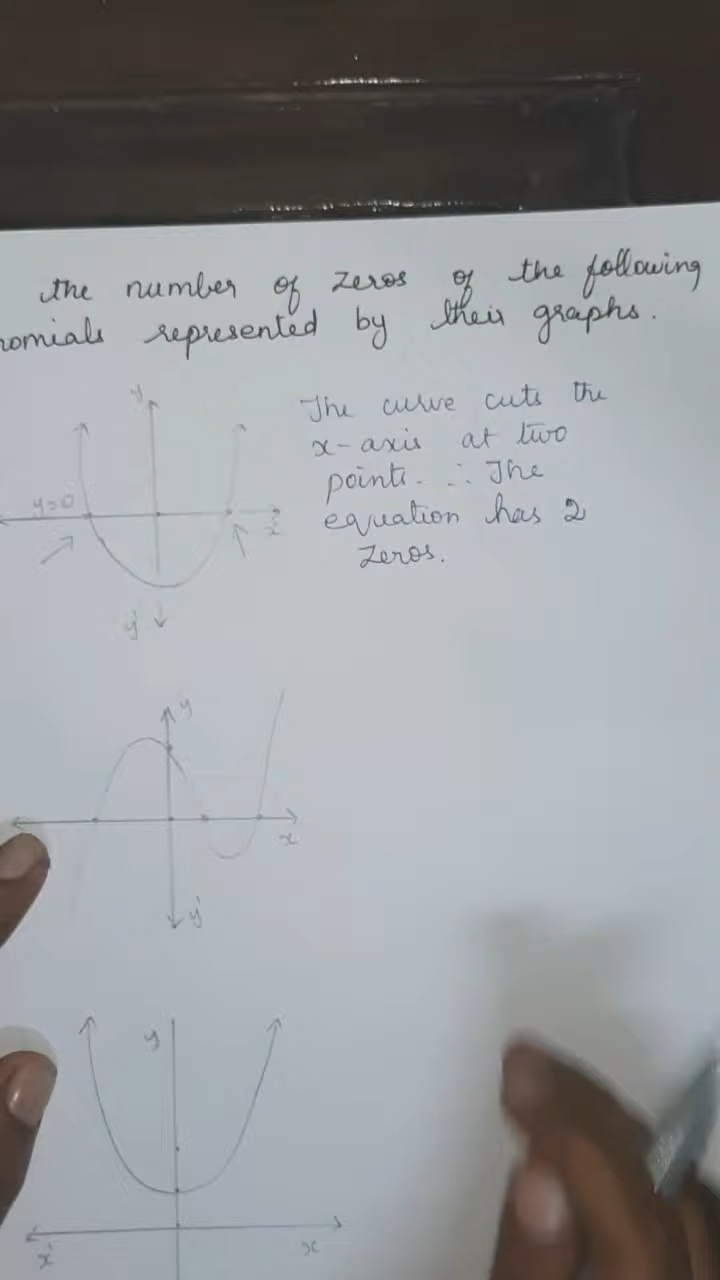 the number of zeros of the following
nomials represented by their graphs.
y
The curve cuts the
x-axis at two
points. ∴ The
equation has 2
zeros.
y=0
x
y'
y
x
y'
y
x'
x